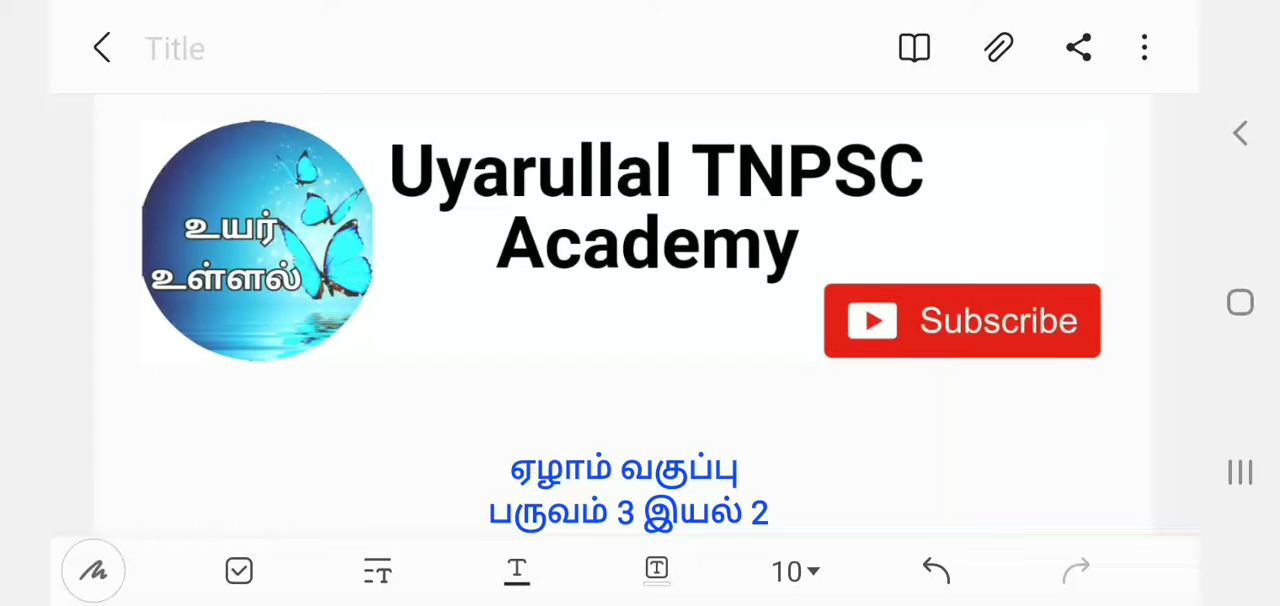 Title
உயர்
உள்ளல்
Uyarullal TNPSC
Academy
Subscribe
ஏழாம் வகுப்பு
பருவம் 3 இயல் 2
10